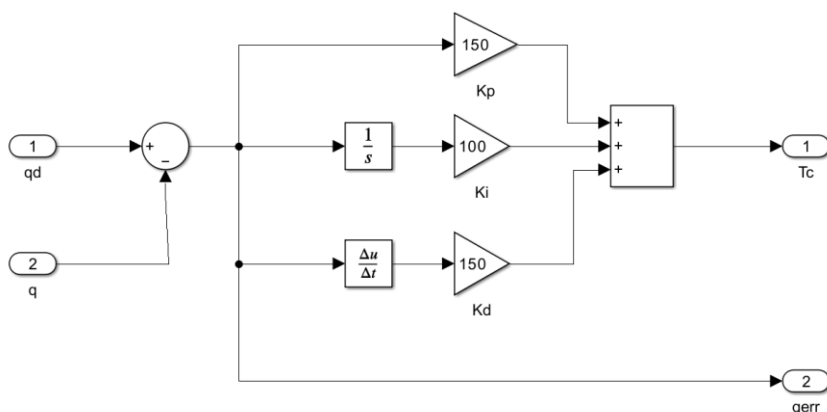 150
Kp
1
qd
+
−
1
s
100
Ki
+
+
+
1
Tc
2
q
Δu
Δt
150
Kd
2
qerr